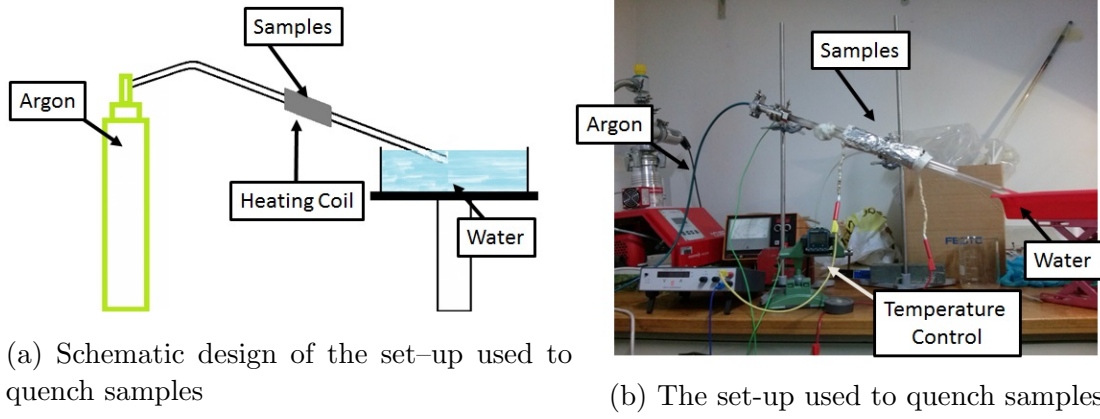 Samples
Argon
Heating Coil
Water
(a) Schematic design of the set–up used to
quench samples
Samples
Argon
FESTO
Water
Temperature
Control
(b) The set-up used to quench samples